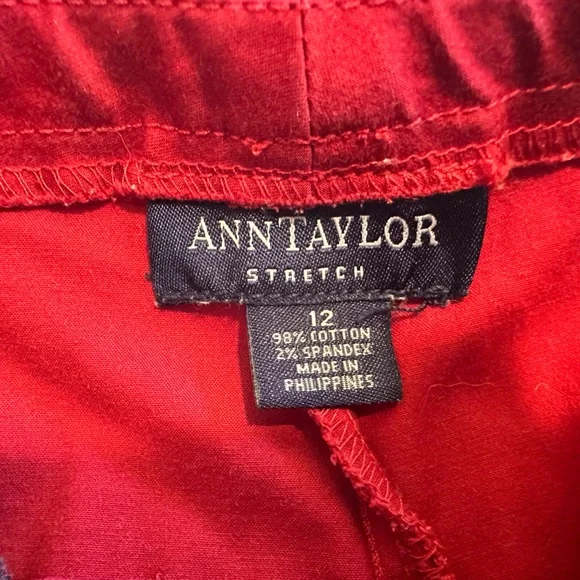 ANNTAYLOR
STRETCH
12
98% COTTON
2% SPANDEX
MADE IN
PHILIPPINES